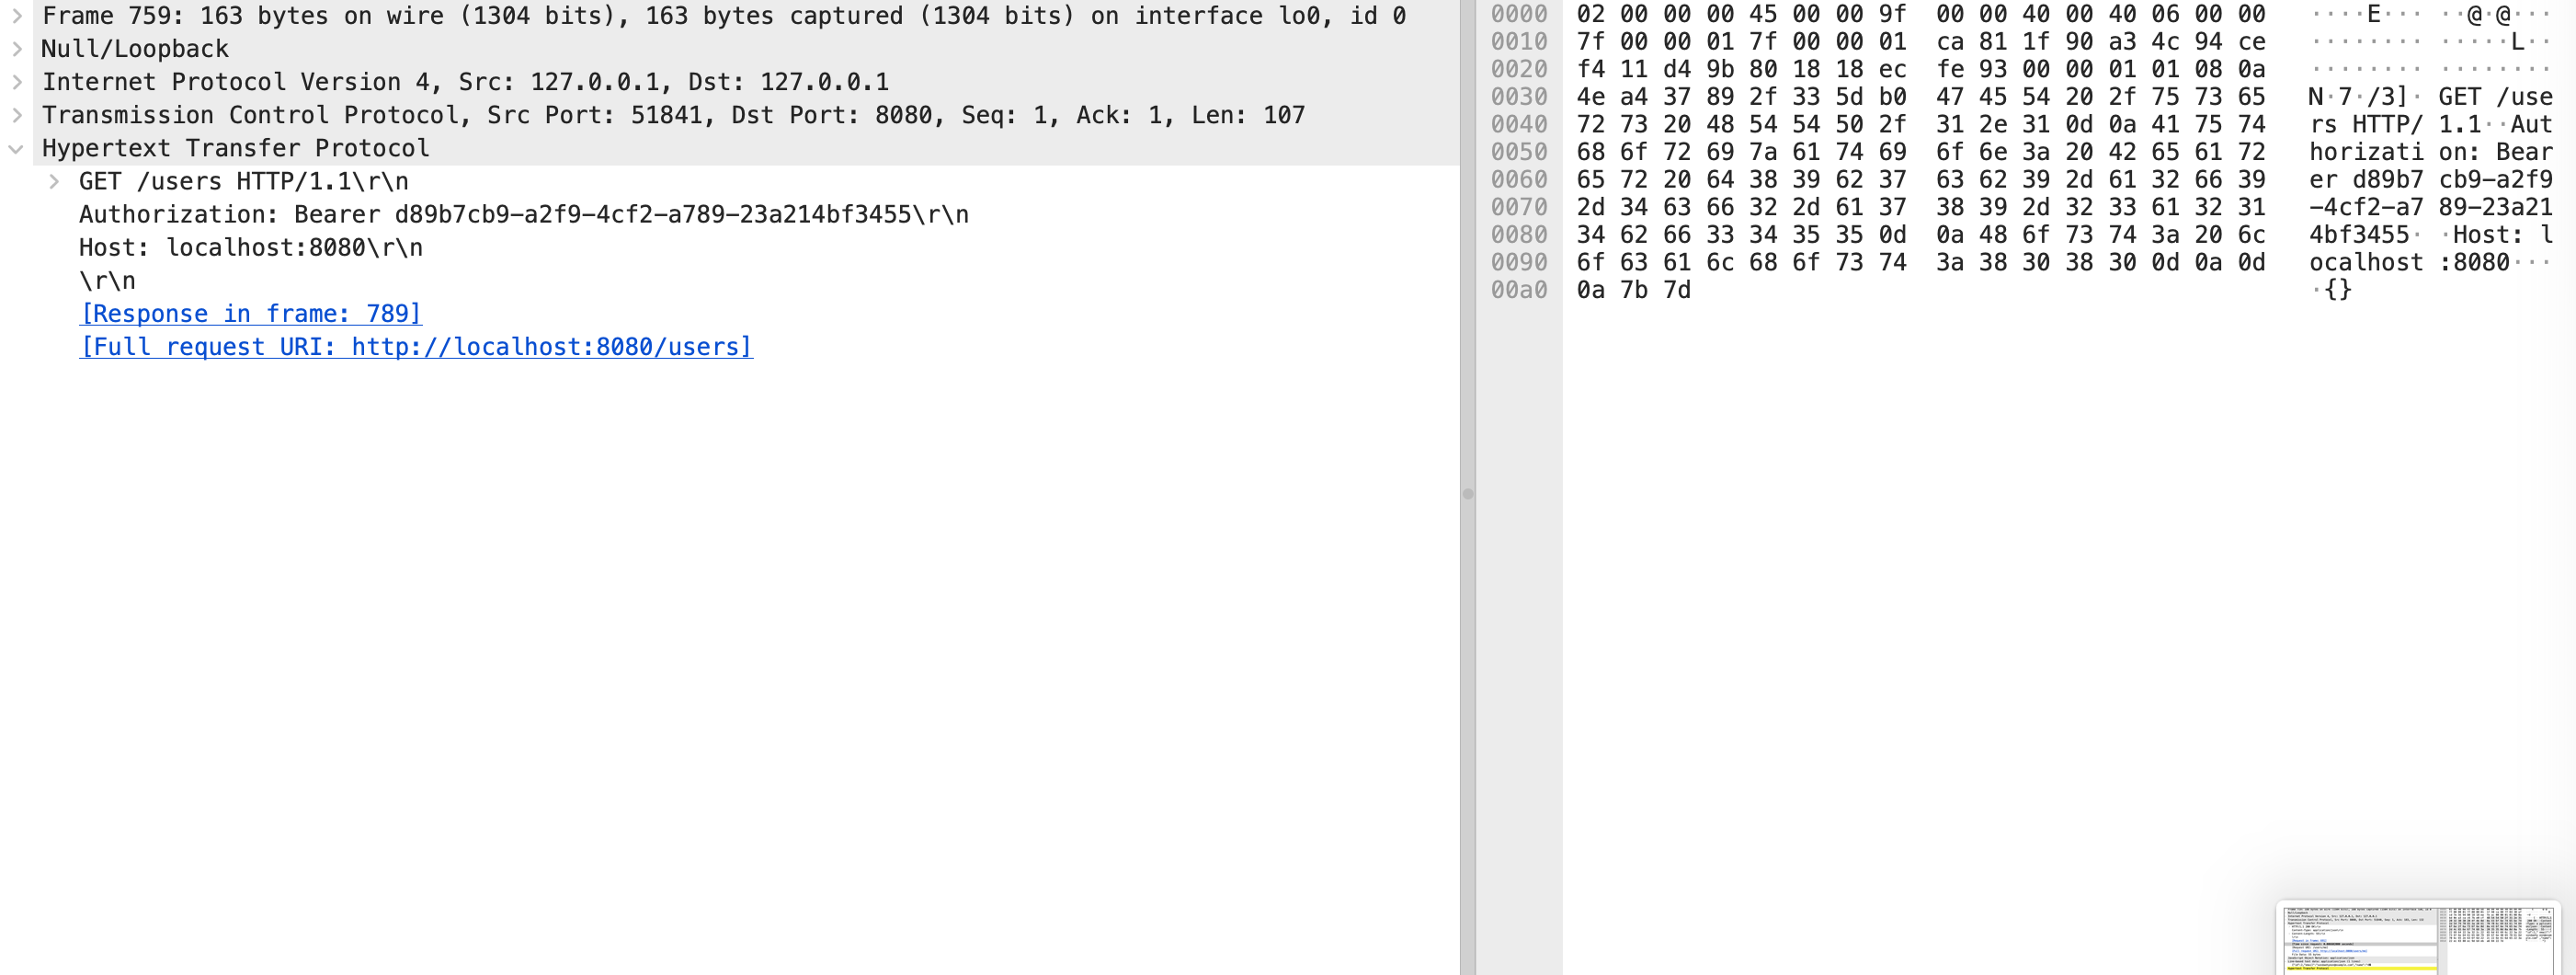 Frame 759: 163 bytes on wire (1304 bits), 163 bytes captured (1304 bits) on interface lo0, id 0
Null/Loopback
Internet Protocol Version 4, Src: 127.0.0.1, Dst: 127.0.0.1
Transmission Control Protocol, Src Port: 51841, Dst Port: 8080, Seq: 1, Ack: 1, Len: 107
Hypertext Transfer Protocol
GET /users HTTP/1.1\r\n
Authorization: Bearer d89b7cb9-a2f9-4cf2-a789-23a214bf3455\r\n
Host: localhost:8080\r\n
\r\n
[Response in frame: 789]
[Full request URI: http://localhost:8080/users]
0000 02 00 00 00 45 00 00 9f 00 00 40 00 40 06 00 00 ····E··· ··@·@···
0010 7f 00 00 01 7f 00 00 01 ca 81 1f 90 a3 4c 94 ce ········ ·····L··
0020 f4 11 d4 9b 80 18 18 ec fe 93 00 00 01 01 08 0a ········ ········
0030 4e a4 37 89 2f 33 5d b0 47 45 54 20 2f 75 73 65 N·7·/3]· GET /use
0040 72 73 20 48 54 54 50 2f 31 2e 31 0d 0a 41 75 74 rs HTTP/ 1.1··Aut
0050 68 6f 72 69 7a 61 74 69 6f 6e 3a 20 42 65 61 72 horizati on: Bear
0060 65 72 20 64 38 39 62 37 63 62 39 2d 61 32 66 39 er d89b7 cb9-a2f9
0070 2d 34 63 66 32 2d 61 37 38 39 2d 32 33 61 32 31 -4cf2-a7 89-23a21
0080 34 62 66 33 34 35 35 0d 0a 48 6f 73 74 3a 20 6c 4bf3455· ·Host: l
0090 6f 63 61 6c 68 6f 73 74 3a 38 30 38 30 0d 0a 0d ocalhost :8080···
00a0 0a 7b 7d ·{}